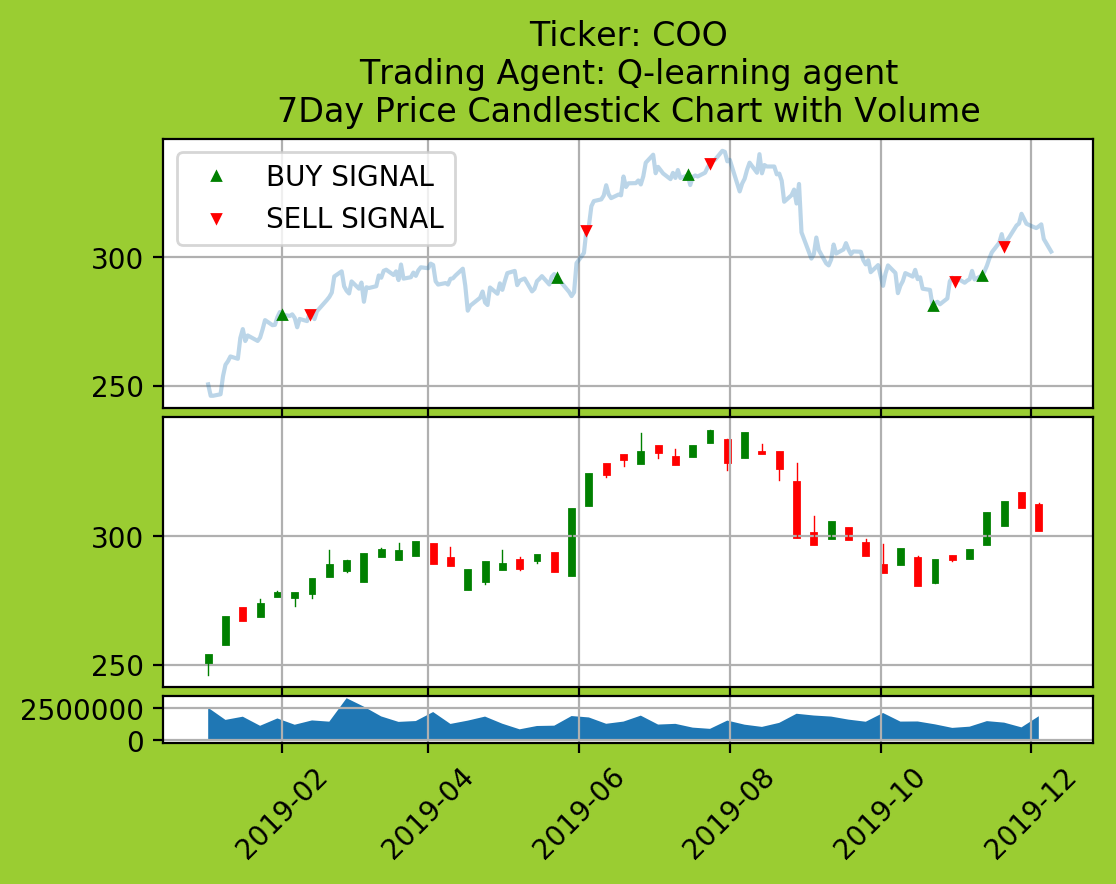 Ticker: COO
Trading Agent: Q-learning agent
7Day Price Candlestick Chart with Volume
BUY SIGNAL
SELL SIGNAL
300
250
300
250
2500000
0
2019-02
2019-04
2019-06
2019-08
2019-10
2019-12